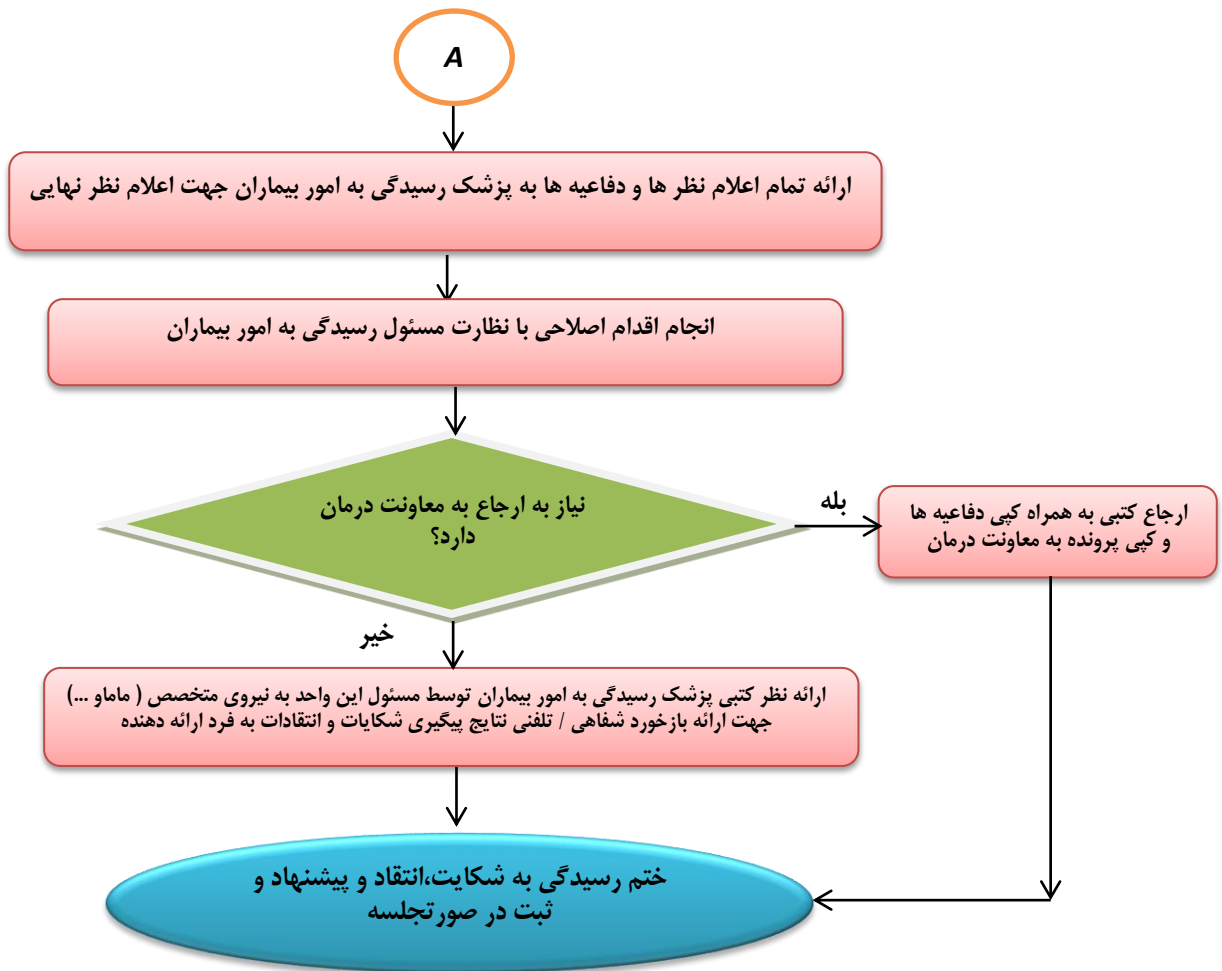 A
ارائه تمام اعلام نظر ها و دفاعیه ها به پزشک رسیدگی به امور بیماران جهت اعلام نظر نهایی
انجام اقدام اصلاحی با نظارت مسئول رسیدگی به امور بیماران
نیاز به ارجاع به معاونت درمان
دارد؟
بله
ارجاع کتبی به همراه کپی دفاعیه ها
و کپی پرونده به معاونت درمان
خیر
ارائه نظر کتبی پزشک رسیدگی به امور بیماران توسط مسئول این واحد به نیروی متخصص ( ماماو ...)
جهت ارائه بازخورد شفاهی / تلفنی نتایج پیگیری شکایات و انتقادات به فرد ارائه دهنده
ختم رسیدگی به شکایت،انتقاد و پیشنهاد و
ثبت در صورتجلسه